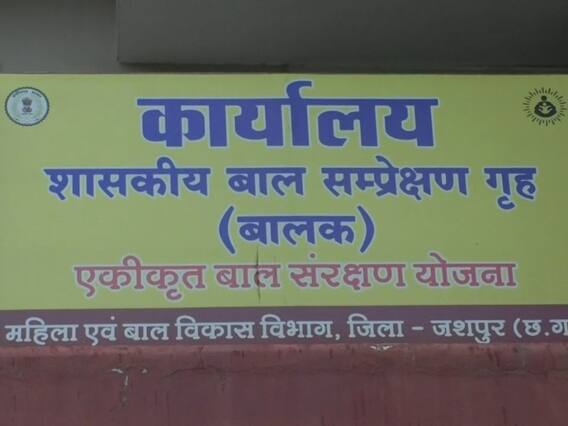 कार्यालय
शासकीय बाल सम्प्रेक्षण गृह
(बालक)
एकीकृत बाल संरक्षण योजना
महिला एवं बाल विकास विभाग, जिला - जशपुर (छ.ग